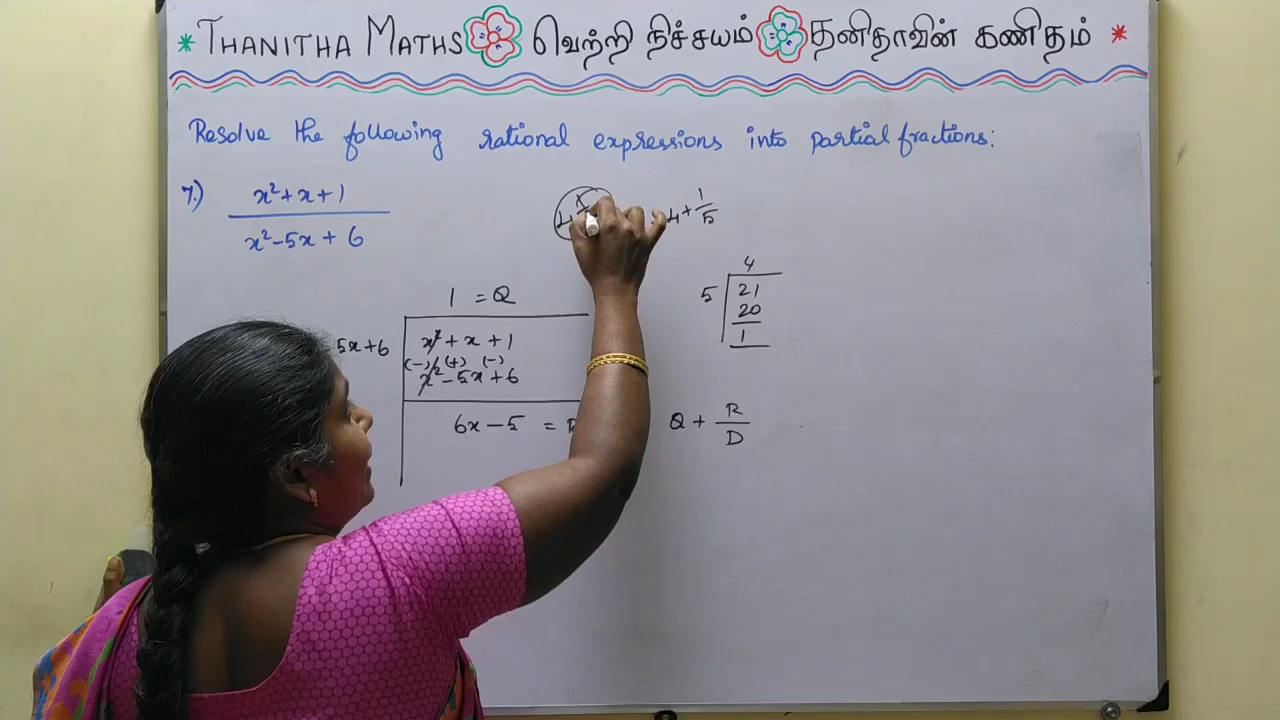 * THANITHA MATHS வெற்றி நிச்சயம் தனிதாவின் கணிதம் *
Resolve the following rational expressions into partial fractions:
7.) x²+x+1 / x²-5x+6
4 + 1/5
4
5 21
20
1
1 = Q
5x+6 x² + x + 1
(-) (+) (-)
x² - 5x + 6
6x - 5 =
Q + R/D